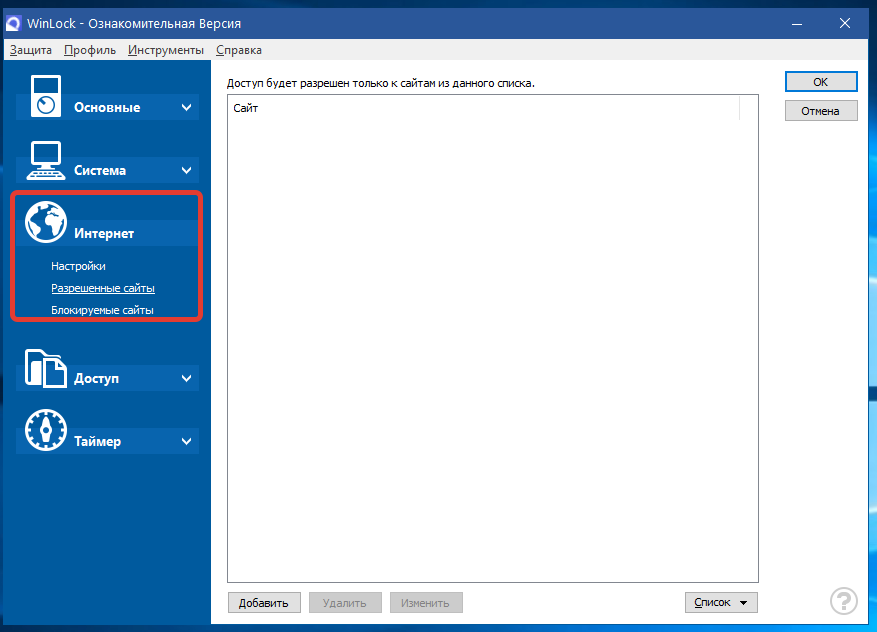 WinLock - Ознакомительная Версия
Защита Профиль Инструменты Справка
Основные
Система
Интернет
Настройки
Разрешенные сайты
Блокируемые сайты
Доступ
Таймер
Доступ будет разрешен только к сайтам из данного списка.
Сайт
OK
Отмена
Добавить Удалить Изменить Список
?